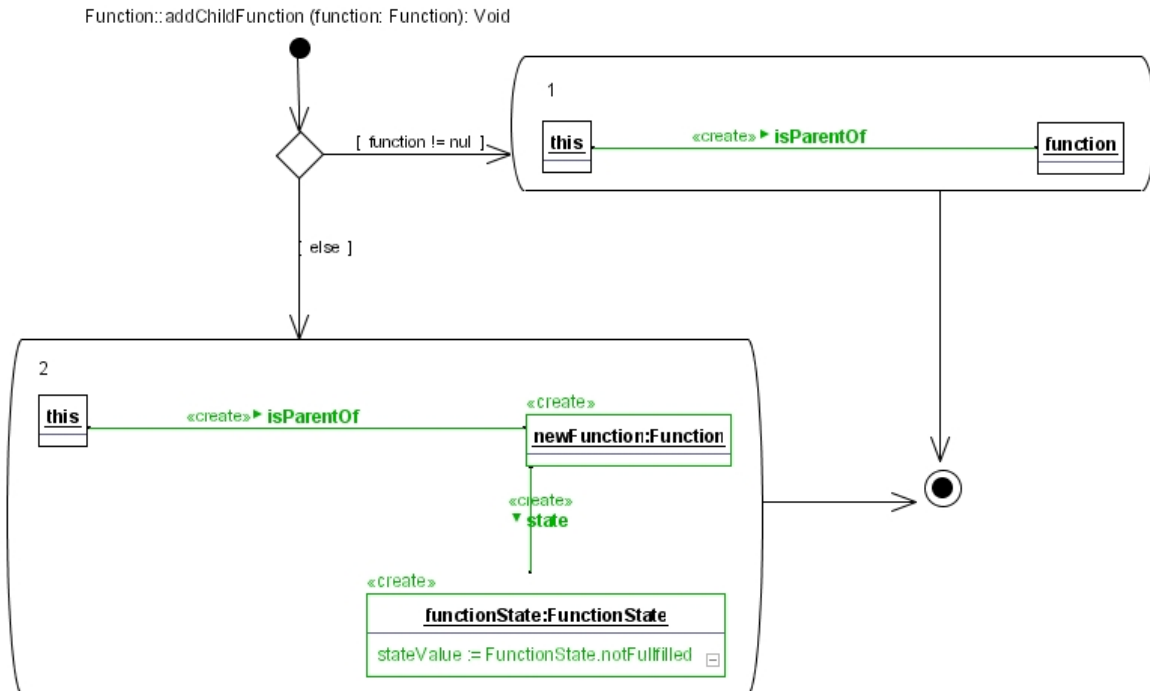 Function::addChildFunction (function: Function): Void
1
[ function != nul ]
«create» ► isParentOf
this
function
[ else ]
2
«create»
this
«create» ► isParentOf
newFunction:Function
«create»
▼ state
«create»
functionState:FunctionState
stateValue := FunctionState.notFullfilled